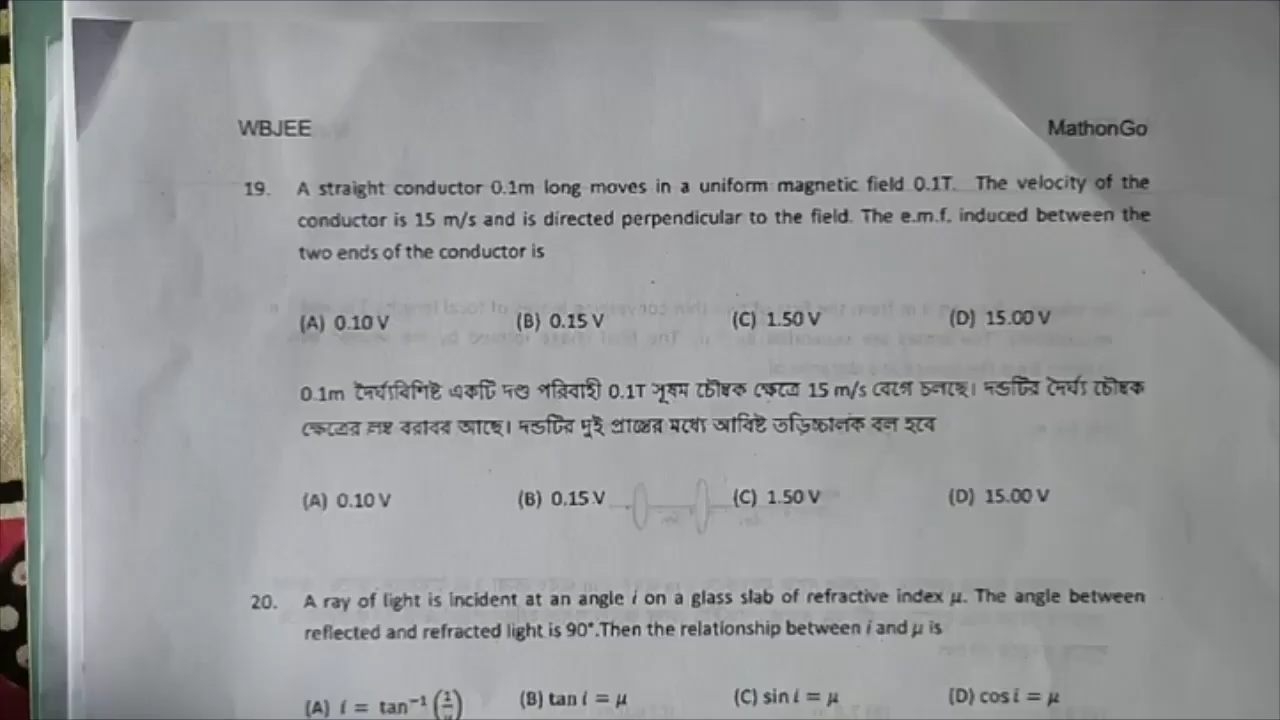 WBJEE
MathonGo
19. A straight conductor 0.1m long moves in a uniform magnetic field 0.1T. The velocity of the
conductor is 15 m/s and is directed perpendicular to the field. The e.m.f. induced between the
two ends of the conductor is
(A) 0.10 V (B) 0.15 V (C) 1.50 V (D) 15.00 V
0.1m দৈর্ঘ্যবিশিষ্ট একটি দণ্ড পরিবাহী 0.1T সূষম চৌম্বক ক্ষেত্রে 15 m/s বেগে চলছে। দন্ডটির দৈর্ঘ্য চৌম্বক
ক্ষেত্রের লম্ব বরাবর আছে। দন্ডটির দুই প্রান্তের মধ্যে আবিষ্ট তড়িচ্চালক বল হবে
(A) 0.10 V (B) 0.15 V (C) 1.50 V (D) 15.00 V
20. A ray of light is incident at an angle i on a glass slab of refractive index μ. The angle between
reflected and refracted light is 90°.Then the relationship between i and μ is
(A) i = tan⁻¹(1/μ) (B) tan i = μ (C) sin i = μ (D) cos i = μ